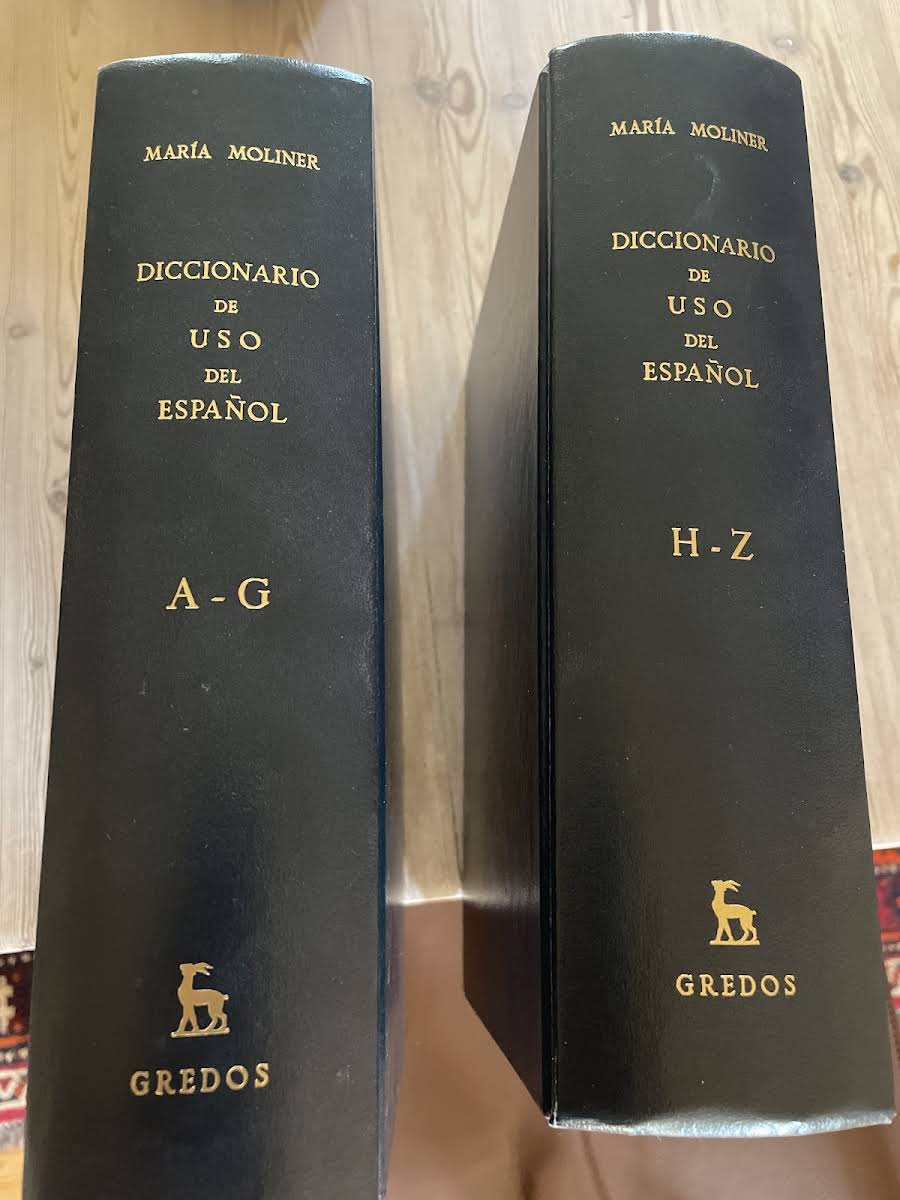 MARÍA MOLINER
DICCIONARIO
DE
USO
DEL
ESPAÑOL
A - G
GREDOS
MARÍA MOLINER
DICCIONARIO
DE
USO
DEL
ESPAÑOL
H - Z
GREDOS